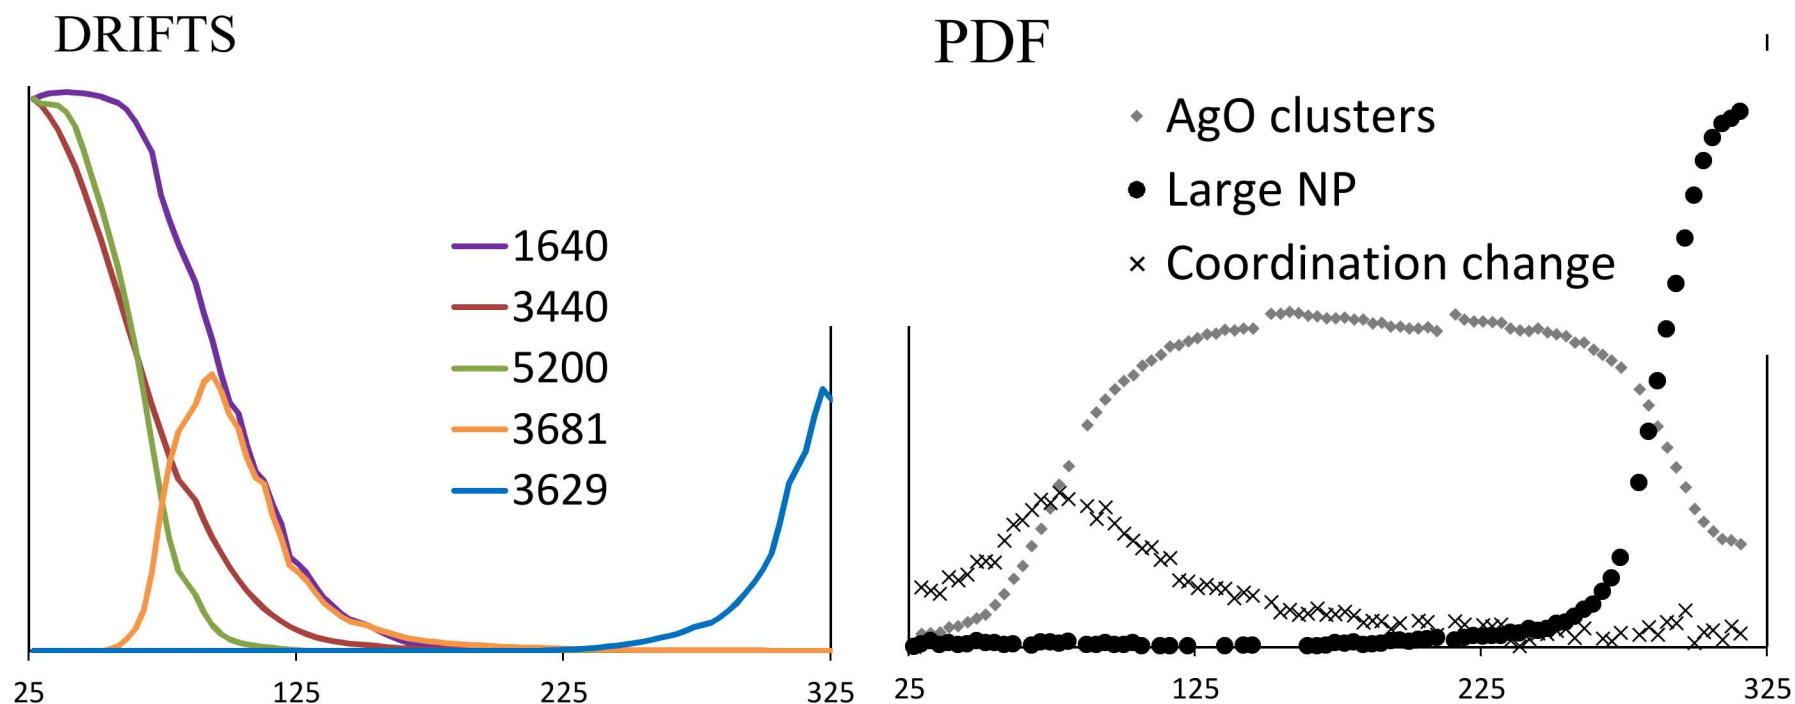 DRIFTS
1640
3440
5200
3681
3629
25 125 225 325
PDF
AgO clusters
Large NP
Coordination change
25 125 225 325